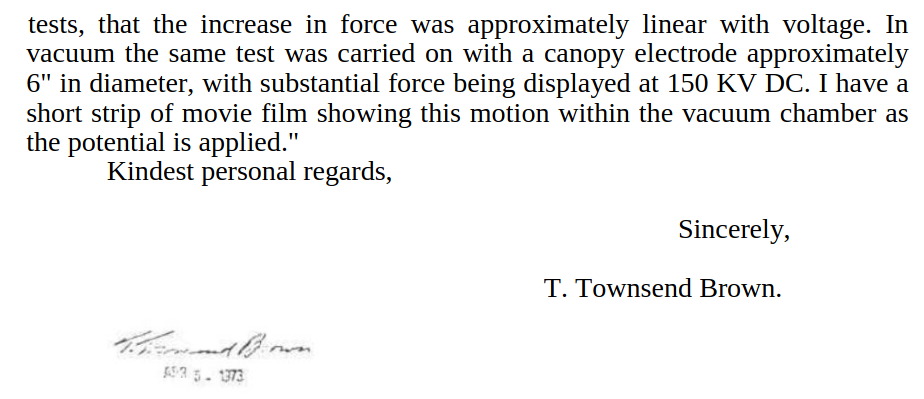 tests, that the increase in force was approximately linear with voltage. In
vacuum the same test was carried on with a canopy electrode approximately
6" in diameter, with substantial force being displayed at 150 KV DC. I have a
short strip of movie film showing this motion within the vacuum chamber as
the potential is applied."
Kindest personal regards,
Sincerely,
T. Townsend Brown.
T. Townsend Brown
APR 5 - 1973